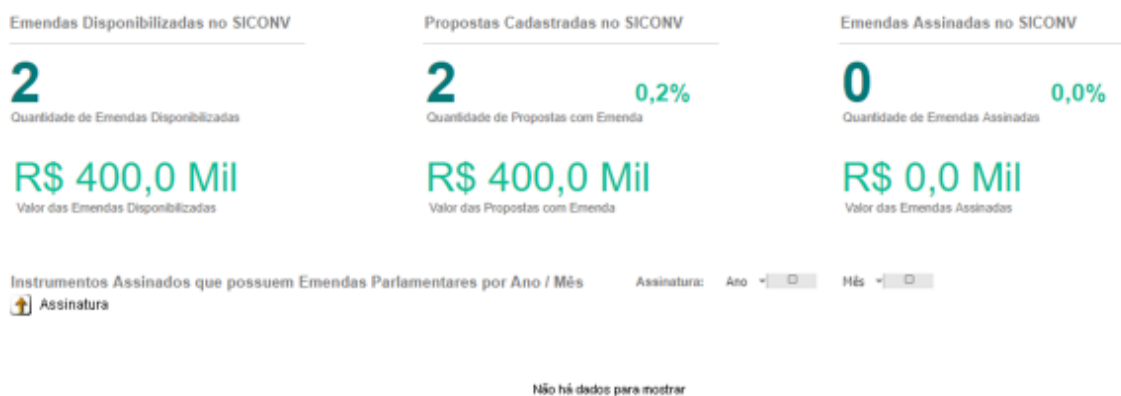 Emendas Disponibilizadas no SICONV
Propostas Cadastradas no SICONV
Emendas Assinadas no SICONV
2
2
0,2%
0
0,0%
Quantidade de Emendas Disponibilizadas
Quantidade de Propostas com Emenda
Quantidade de Emendas Assinadas
R$ 400,0 Mil
R$ 400,0 Mil
R$ 0,0 Mil
Valor das Emendas Disponibilizadas
Valor das Propostas com Emenda
Valor das Emendas Assinadas
Instrumentos Assinados que possuem Emendas Parlamentares por Ano / Mês
Assinatura: Ano Mês
Assinatura
Não há dados para mostrar